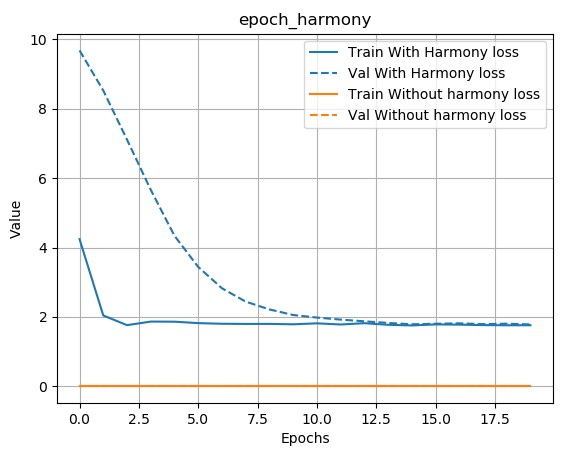 epoch_harmony
Train With Harmony loss
Val With Harmony loss
Train Without harmony loss
Val Without harmony loss
Value
10
8
6
4
2
0
0.0 2.5 5.0 7.5 10.0 12.5 15.0 17.5
Epochs